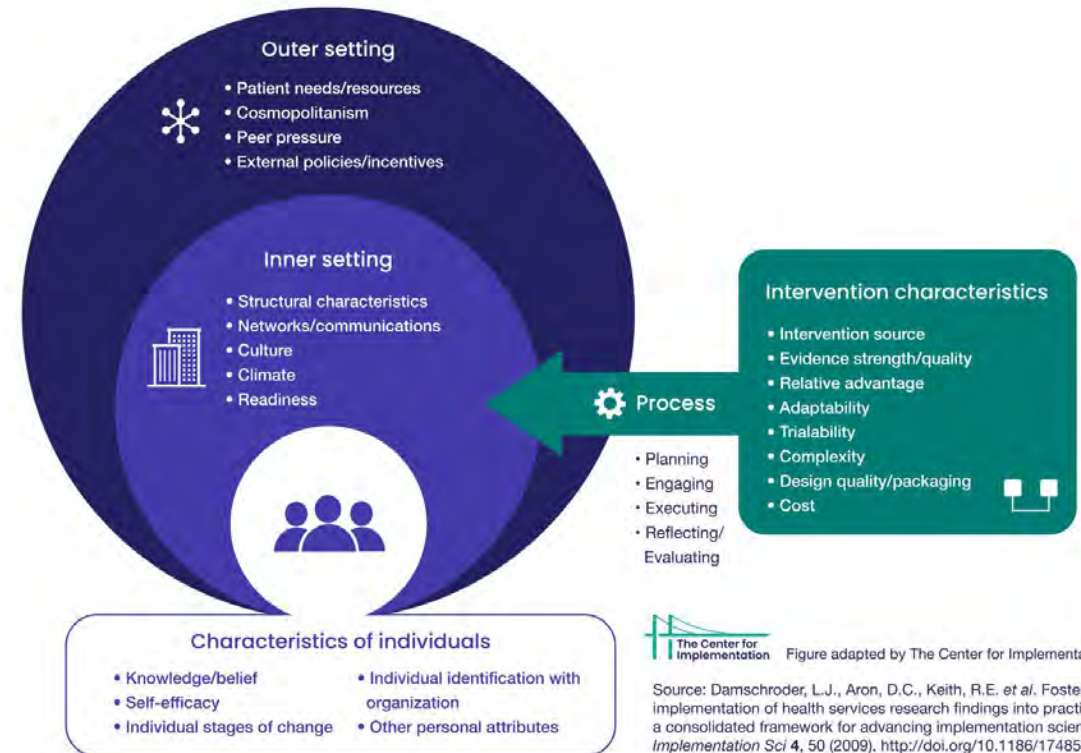 Outer setting
• Patient needs/resources
• Cosmopolitanism
• Peer pressure
• External policies/incentives
Inner setting
• Structural characteristics
• Networks/communications
• Culture
• Climate
• Readiness
Process
• Planning
• Engaging
• Executing
• Reflecting/
Evaluating
Intervention characteristics
• Intervention source
• Evidence strength/quality
• Relative advantage
• Adaptability
• Trialability
• Complexity
• Design quality/packaging
• Cost
Characteristics of individuals
• Knowledge/belief
• Self-efficacy
• Individual stages of change
• Individual identification with
organization
• Other personal attributes
The Center for
Implementation
Figure adapted by The Center for Implementa
Source: Damschroder, L.J., Aron, D.C., Keith, R.E. et al. Foste
implementation of health services research findings into practi
a consolidated framework for advancing implementation scien
Implementation Sci 4, 50 (2009). http://doi.org/10.1186/17485